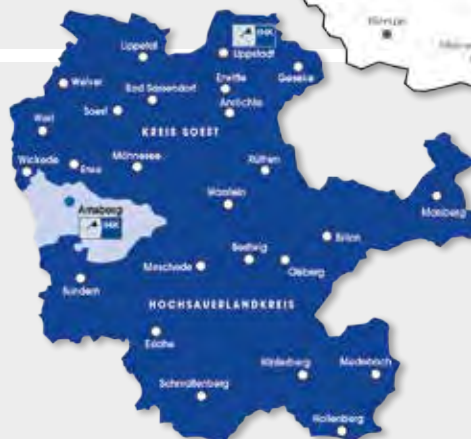 IHK
Lippetal
Lippstadt
Welver
Bad Sassendorf
Erwitte
Geseke
Soest
Anröchte
Werl
KREIS SOEST
Wickede
Ense
Möhnesee
Rüthen
Warstein
Arnsberg
IHK
Marsberg
Brilon
Bestwig
Meschede
Olsberg
Sundern
HOCHSAUERLANDKREIS
Eslohe
Winterberg
Medebach
Schmallenberg
Hallenberg